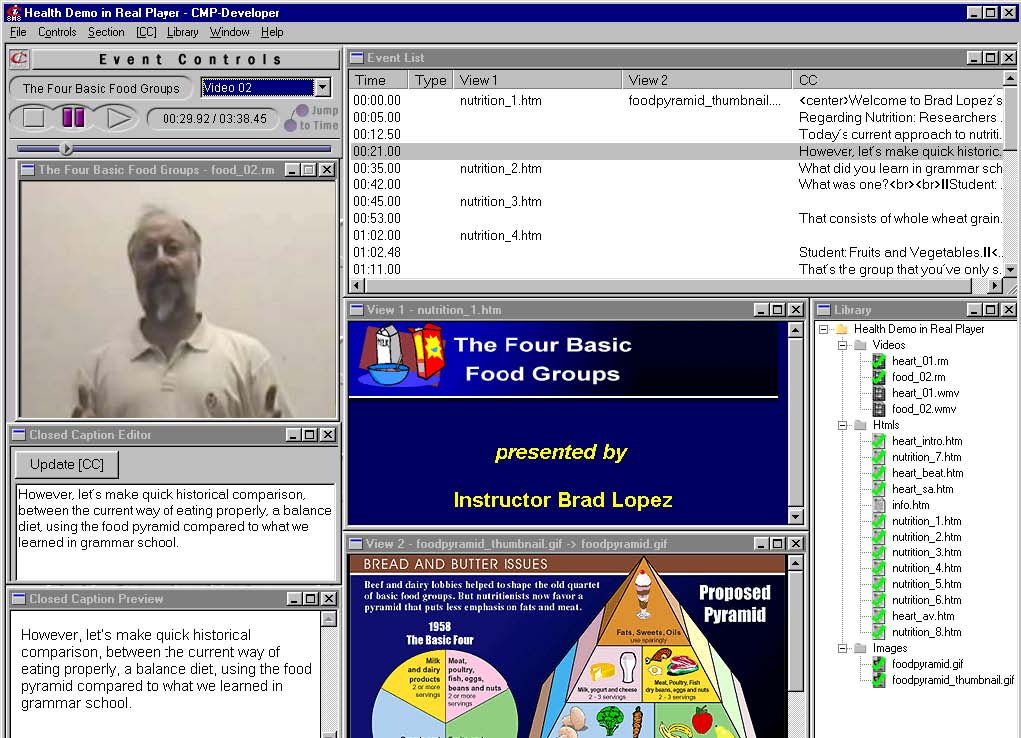 Health Demo in Real Player - CMP-Developer
File Controls Section [CC] Library Window Help
SMS
Event Controls
The Four Basic Food Groups Video 02
00:29.92 / 03:38.45 Jump
to Time
The Four Basic Food Groups - food_02.rm
Closed Caption Editor
Update [CC]
However, let's make quick historical comparison,
between the current way of eating properly, a balance
diet, using the food pyramid compared to what we
learned in grammar school.
Closed Caption Preview
However, let's make quick historical
comparison, between the current way of
eating properly, a balance diet, using the food
pyramid compared to what we learned in
grammar school.
Event List
Time Type View 1 View 2 CC
00:00.00 nutrition_1.htm foodpyramid_thumbnail.... <center>Welcome to Brad Lopez's
00:05.00 Regarding Nutrition: Researchers .
00:12.50 Today's current approach to nutriti.
00:21.00 However, let's make quick historic.
00:35.00 nutrition_2.htm What did you learn in grammar sch
00:42.00 What was one?<br><br>||Student: .
00:45.00 nutrition_3.htm
00:53.00 That consists of whole wheat grain.
01:02.00 nutrition_4.htm
01:02.48 Student: Fruits and Vegetables.||<.
01:11.00 That's the group that you've only s.
View 1 - nutrition_1.htm
MILK
The Four Basic
Food Groups
presented by
Instructor Brad Lopez
View 2 - foodpyramid_thumbnail.gif -> foodpyramid.gif
BREAD AND BUTTER ISSUES
Beef and dairy lobbies helped to shape the old quartet
of basic food groups. But nutritionists now favor a
pyramid that puts less emphasis on fats and meat.
1958
The Basic Four
Milk
and dairy
products
2 or more
servings
Meat,
poultry,
fish, eggs,
beans and nuts
2 or more
servings
Proposed
Pyramid
Fats, Sweets, Oils
use sparingly
Milk, yogurt and cheese
2 - 3 servings
Meat, Poultry, Fish
dry beans, eggs and nuts
2 - 3 servings
Library
Health Demo in Real Player
Videos
heart_01.rm
food_02.rm
heart_01.wmv
food_02.wmv
Htmls
heart_intro.htm
nutrition_7.htm
heart_beat.htm
heart_sa.htm
info.htm
nutrition_1.htm
nutrition_2.htm
nutrition_3.htm
nutrition_4.htm
nutrition_5.htm
nutrition_6.htm
heart_av.htm
nutrition_8.htm
Images
foodpyramid.gif
foodpyramid_thumbnail.gif